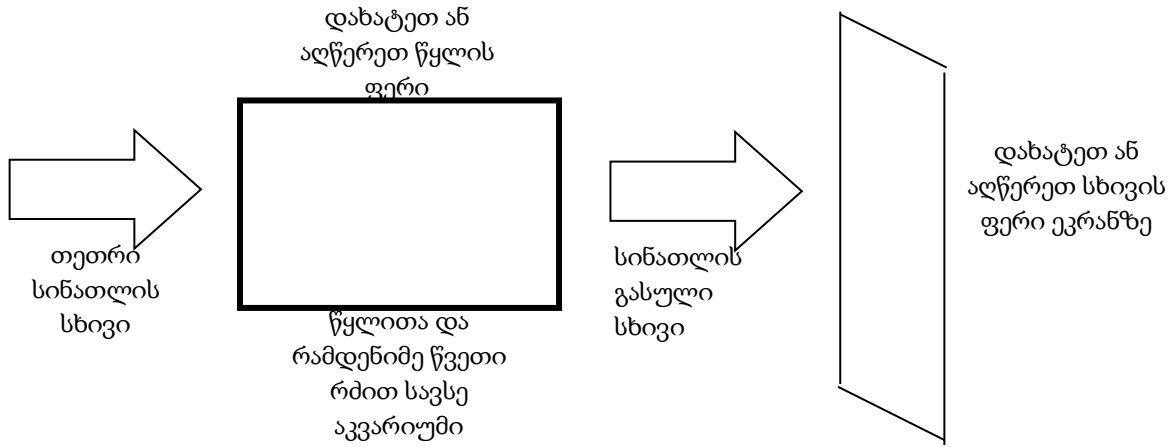 დახატეთ ან
აღწერეთ წყლის
ფერი
თეთრი
სინათლის
სხივი
წყლითა და
რამდენიმე წვეთი
რძით სავსე
აკვარიუმი
სინათლის
გასული
სხივი
დახატეთ ან
აღწერეთ სხივის
ფერი ეკრანზე